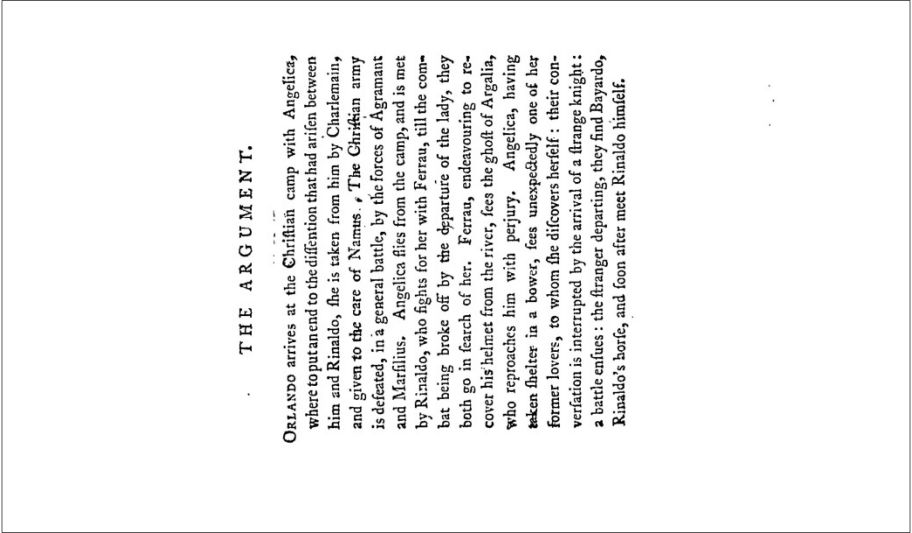 THE ARGUMENT.
ORLANDO arrives at the Chriſtian camp with Angelica,
where to put an end to the diſſention that had ariſen between
him and Rinaldo, ſhe is taken from him by Charlemain,
and given to the care of Namus. The Chriſtian army
is defeated, in a general battle, by the forces of Agramant
and Marſilius. Angelica flies from the camp, and is met
by Rinaldo, who fights for her with Ferrau, till the com-
bat being broke off by the departure of the lady, they
both go in ſearch of her. Ferrau, endeavouring to re-
cover his helmet from the river, ſees the ghoſt of Argalia,
who reproaches him with perjury. Angelica, having
taken ſhelter in a bower, ſees unexpectedly one of her
former lovers, to whom ſhe diſcovers herſelf : their con-
verſation is interrupted by the arrival of a ſtrange knight :
a battle enſues : the ſtranger departing, they find Bayardo,
Rinaldo's horſe, and ſoon after meet Rinaldo himſelf.